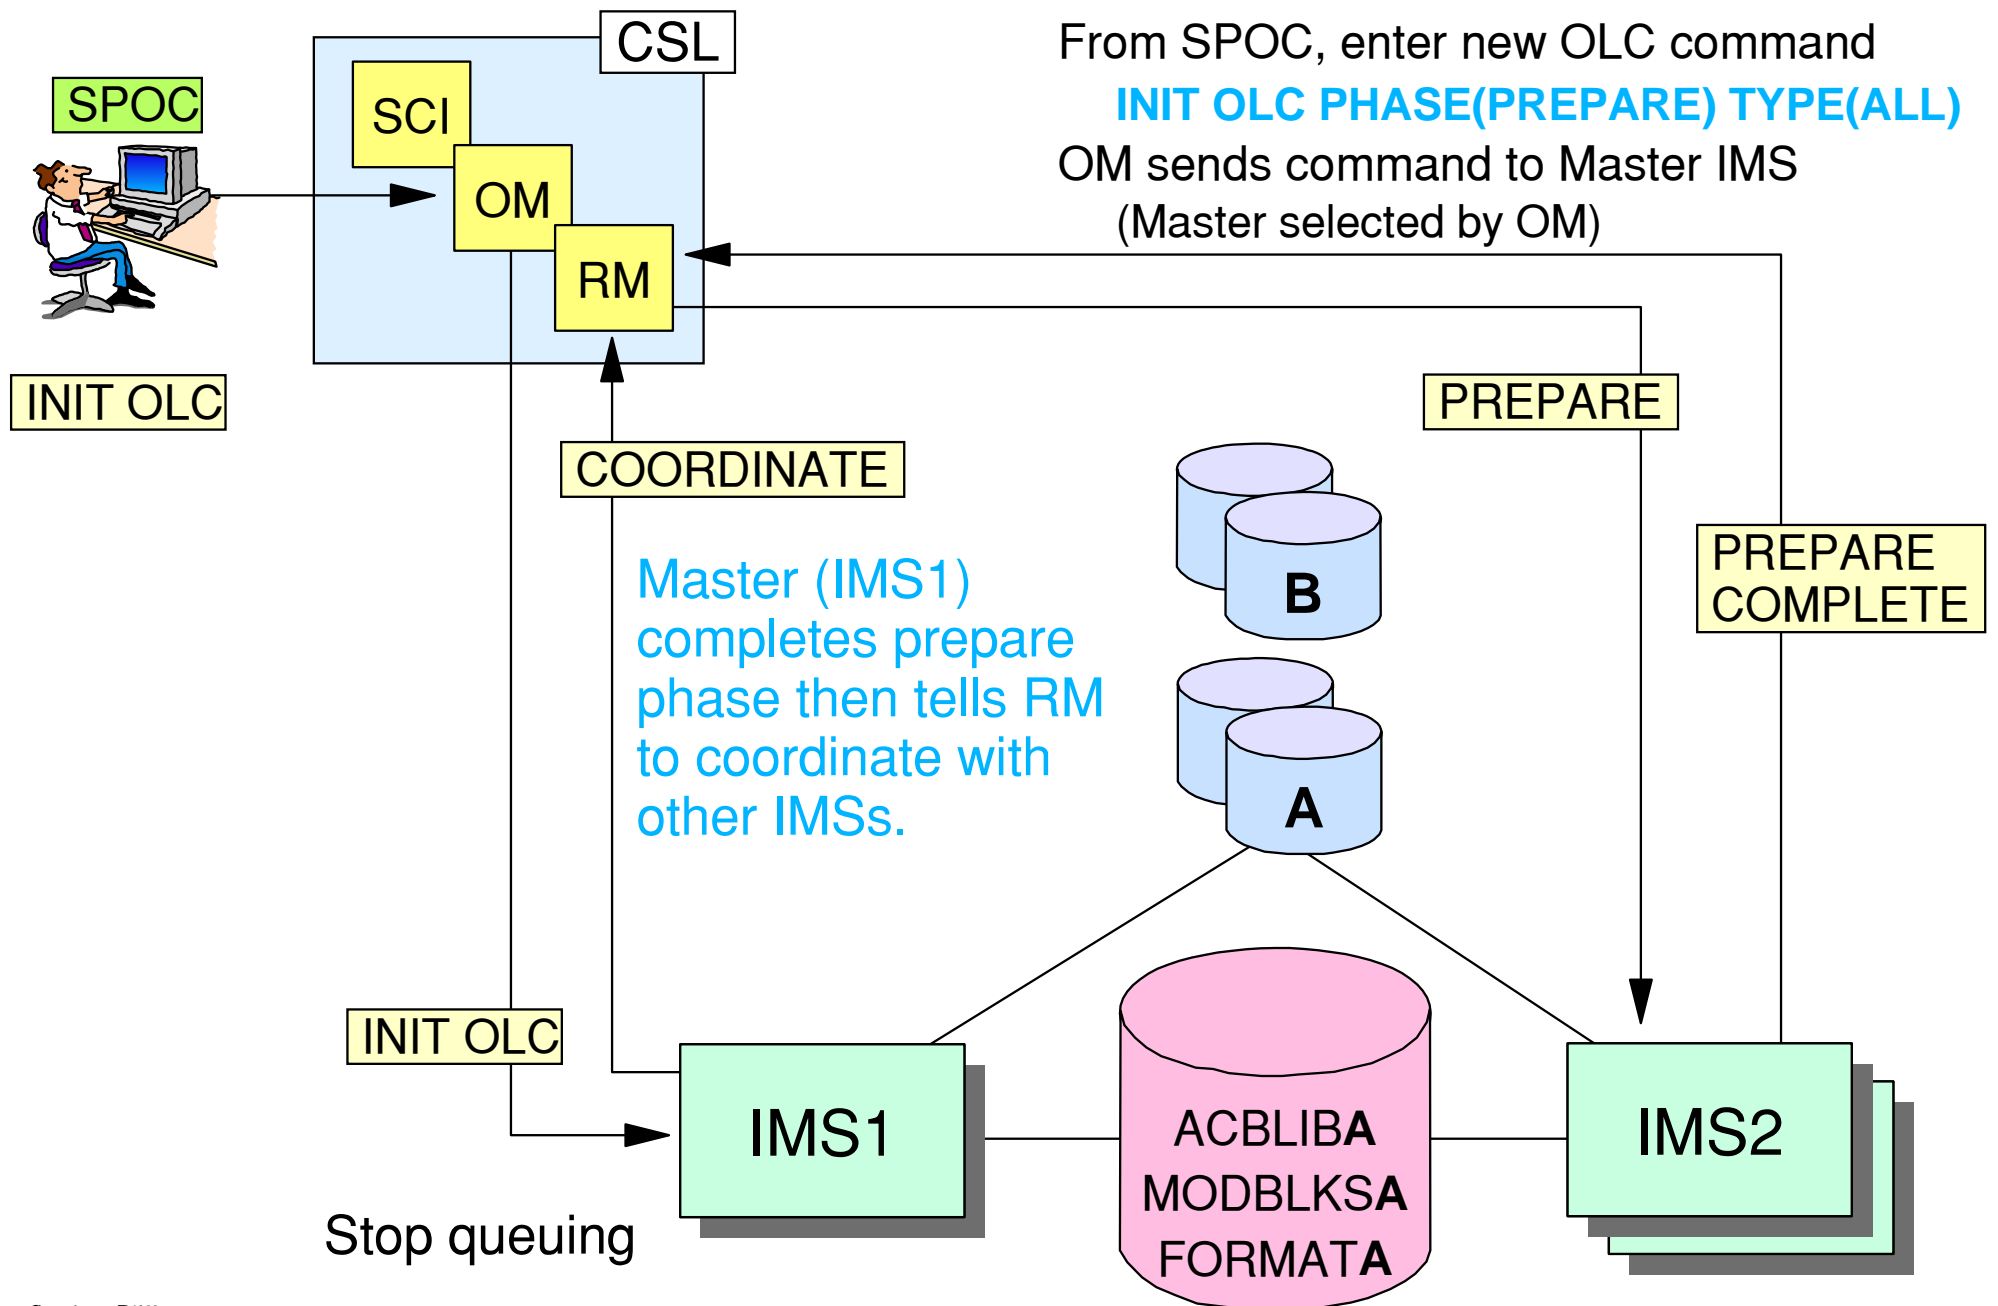 CSL
From SPOC, enter new OLC command
INIT OLC PHASE(PREPARE) TYPE(ALL)
OM sends command to Master IMS
(Master selected by OM)
SPOC
SCI
OM
RM
INIT OLC
PREPARE
COORDINATE
PREPARE
COMPLETE
B
Master (IMS1)
completes prepare
phase then tells RM
to coordinate with
other IMSs.
A
INIT OLC
IMS1
ACBLIBA
MODBLKSA
FORMATA
IMS2
Stop queuing